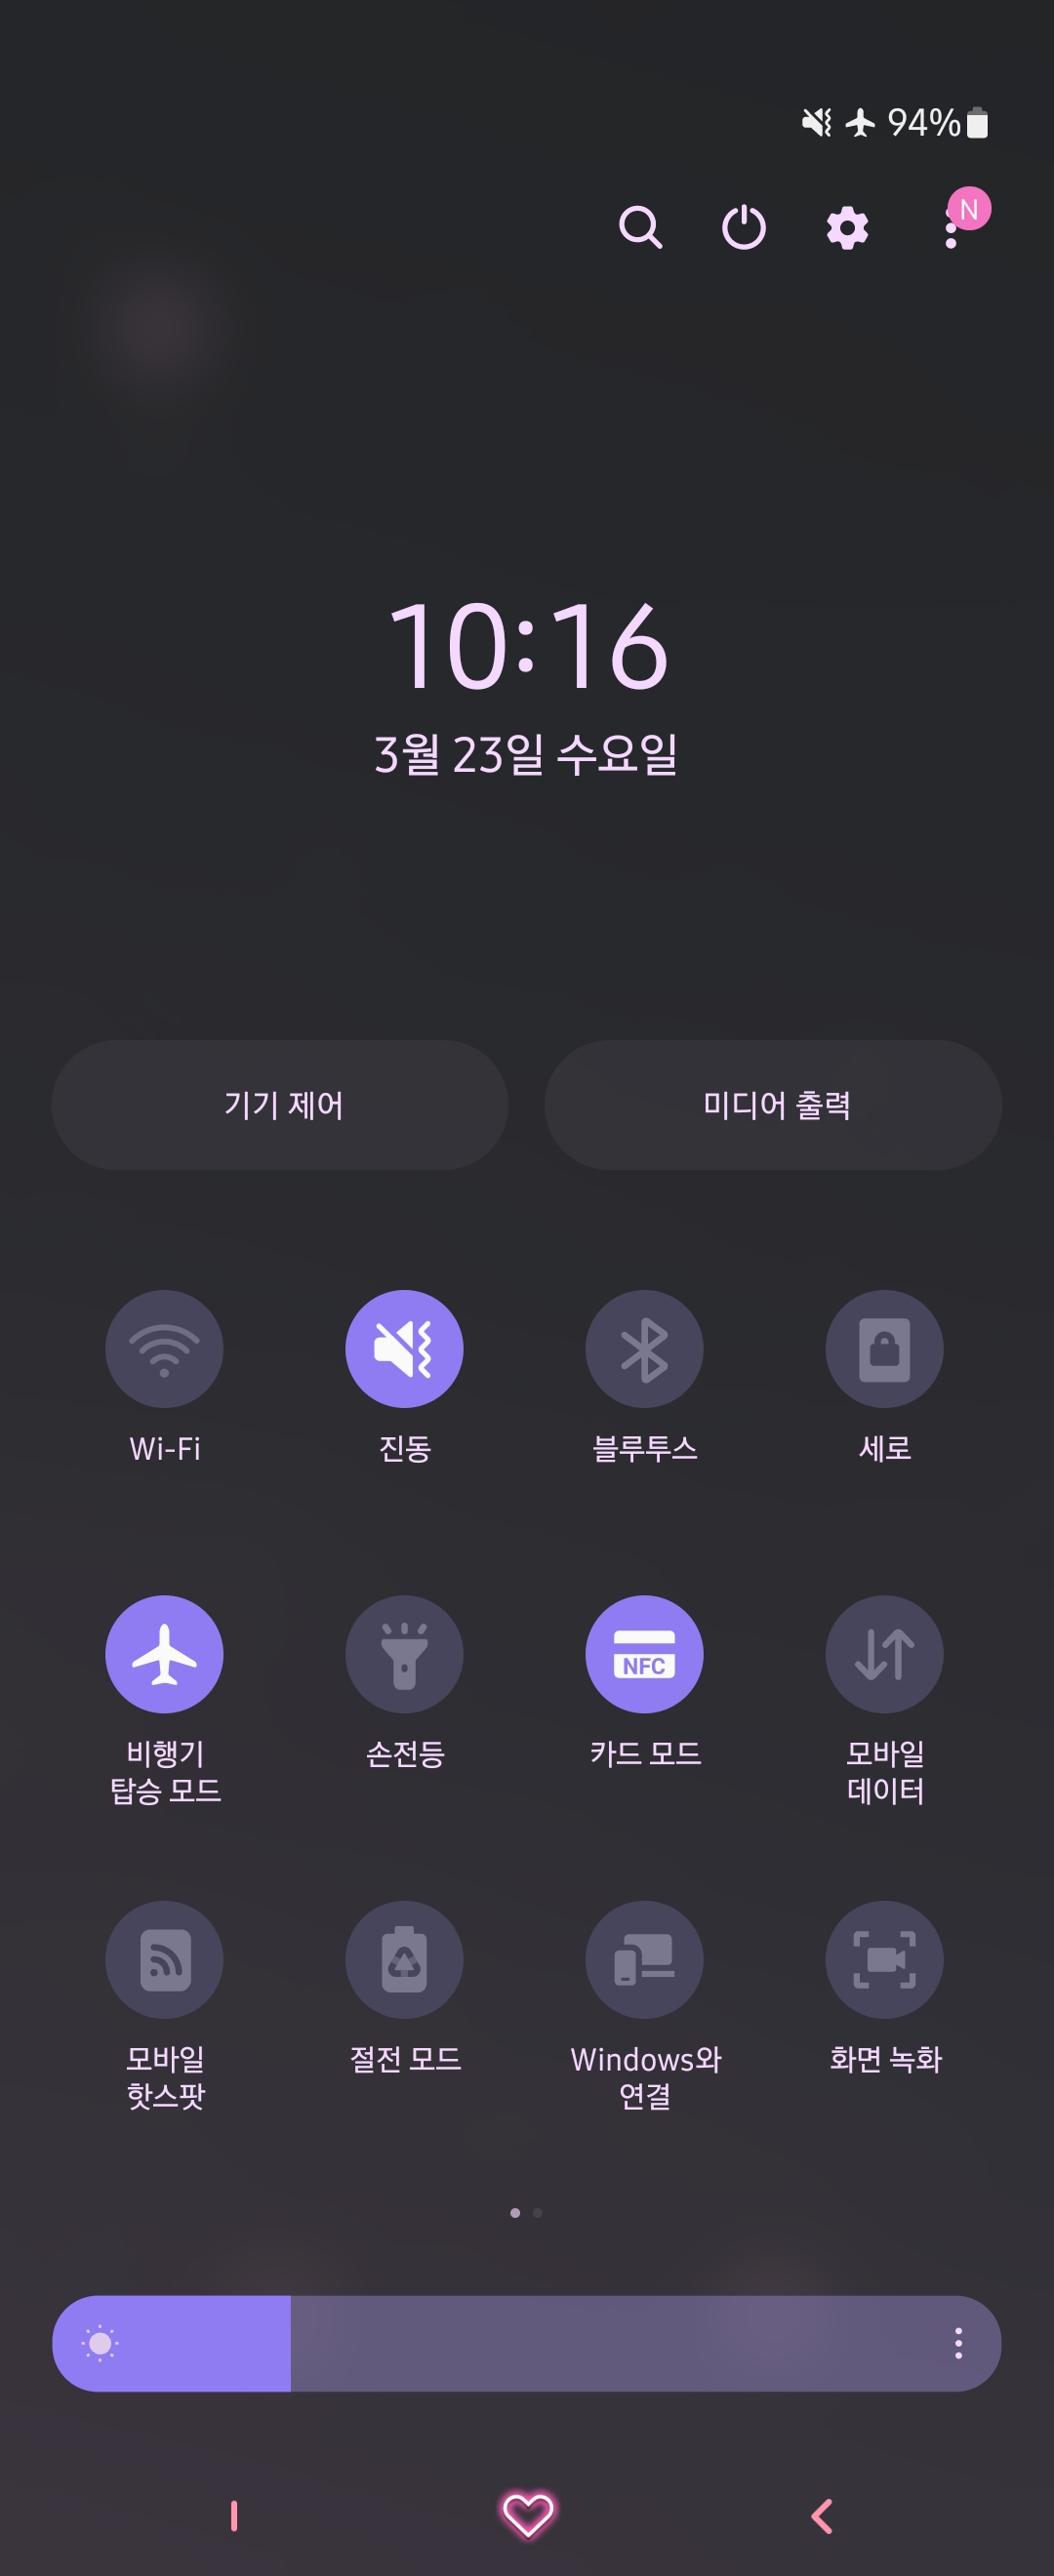 94%
N
10:16
3월 23일 수요일
기기 제어
미디어 출력
Wi-Fi
진동
블루투스
세로
NFC
비행기
탑승 모드
손전등
카드 모드
모바일
데이터
모바일
핫스팟
절전 모드
Windows와
연결
화면 녹화